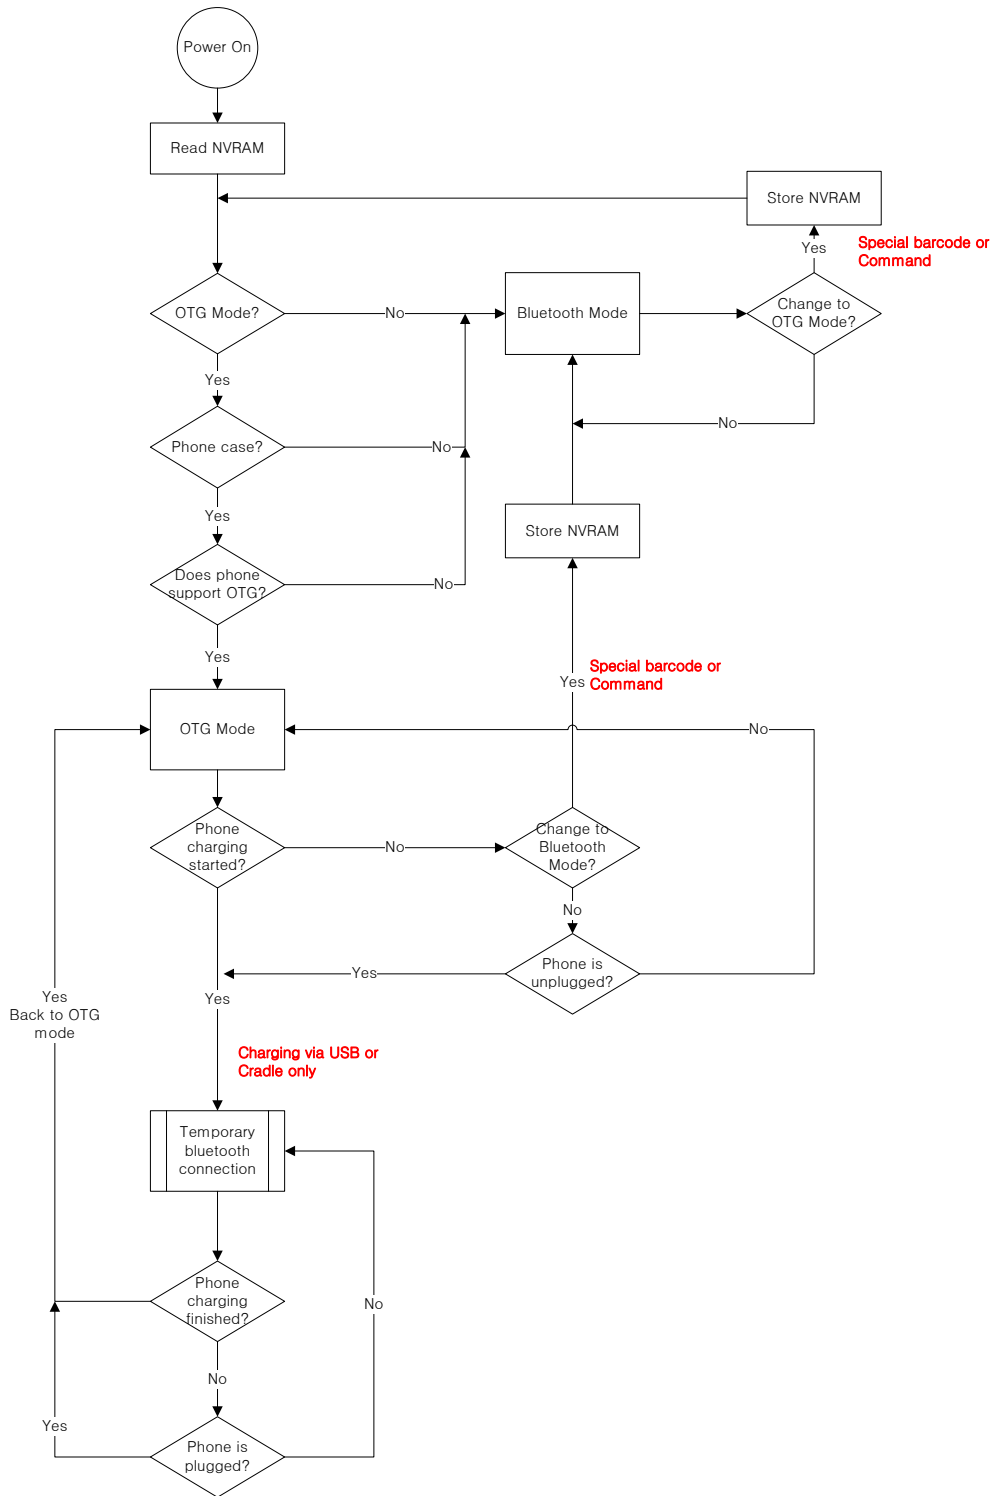 Power On
Read NVRAM
Store NVRAM
Yes
Special barcode or
Command
OTG Mode?
No
Bluetooth Mode
Change to
OTG Mode?
Yes
No
Phone case?
No
Yes
Store NVRAM
Does phone
support OTG?
No
Yes
Special barcode or
Command
Yes
OTG Mode
No
Phone
charging
started?
No
Change to
Bluetooth
Mode?
No
Phone is
unplugged?
Yes
Yes
Yes
Back to OTG
mode
Charging via USB or
Cradle only
Temporary
bluetooth
connection
Phone
charging
finished?
No
No
Yes
Phone is
plugged?